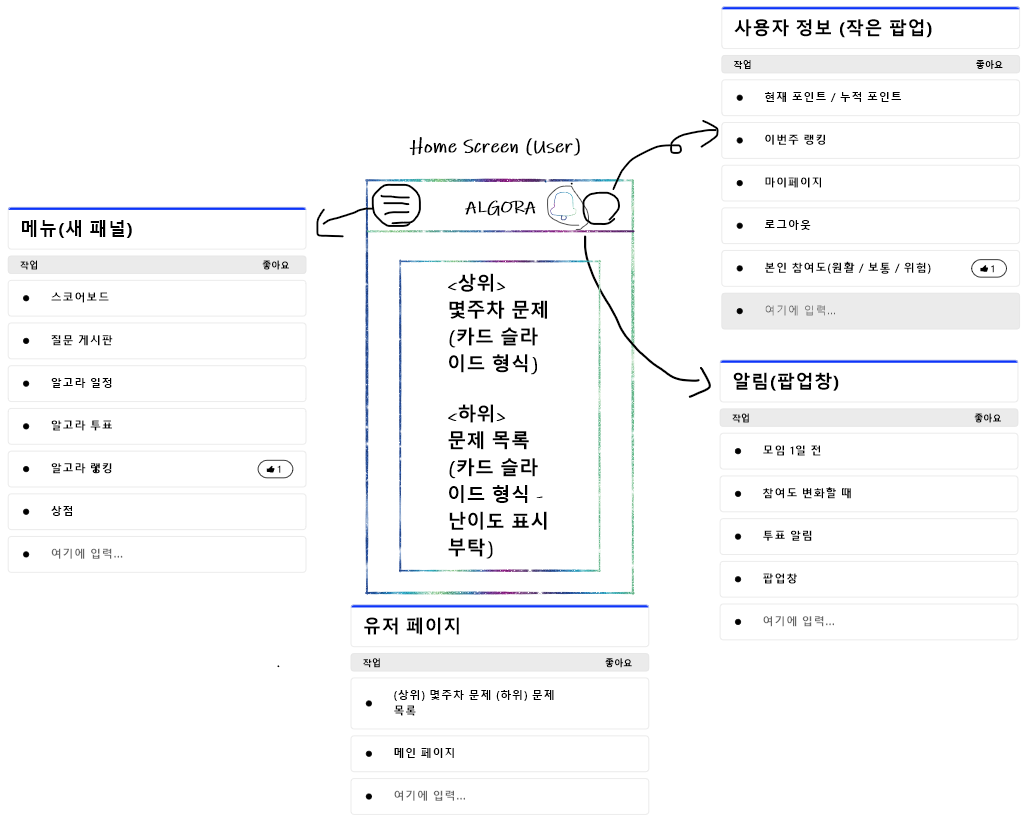 사용자 정보 (작은 팝업)
작업 좋아요
현재 포인트 / 누적 포인트
이번주 랭킹
마이페이지
로그아웃
본인 참여도(원활 / 보통 / 위험) 1
여기에 입력...
Home Screen (User)
ALGORA
<상위>
몇주차 문제
(카드 슬라
이드 형식)
<하위>
문제 목록
(카드 슬라
이드 형식 -
난이도 표시
부탁)
메뉴(새 패널)
작업 좋아요
스코어보드
질문 게시판
알고라 일정
알고라 투표
알고라 랭킹 1
상점
여기에 입력...
알림(팝업창)
작업 좋아요
모임 1일 전
참여도 변화할 때
투표 알림
팝업창
여기에 입력...
유저 페이지
작업 좋아요
(상위) 몇주차 문제 (하위) 문제
목록
메인 페이지
여기에 입력...